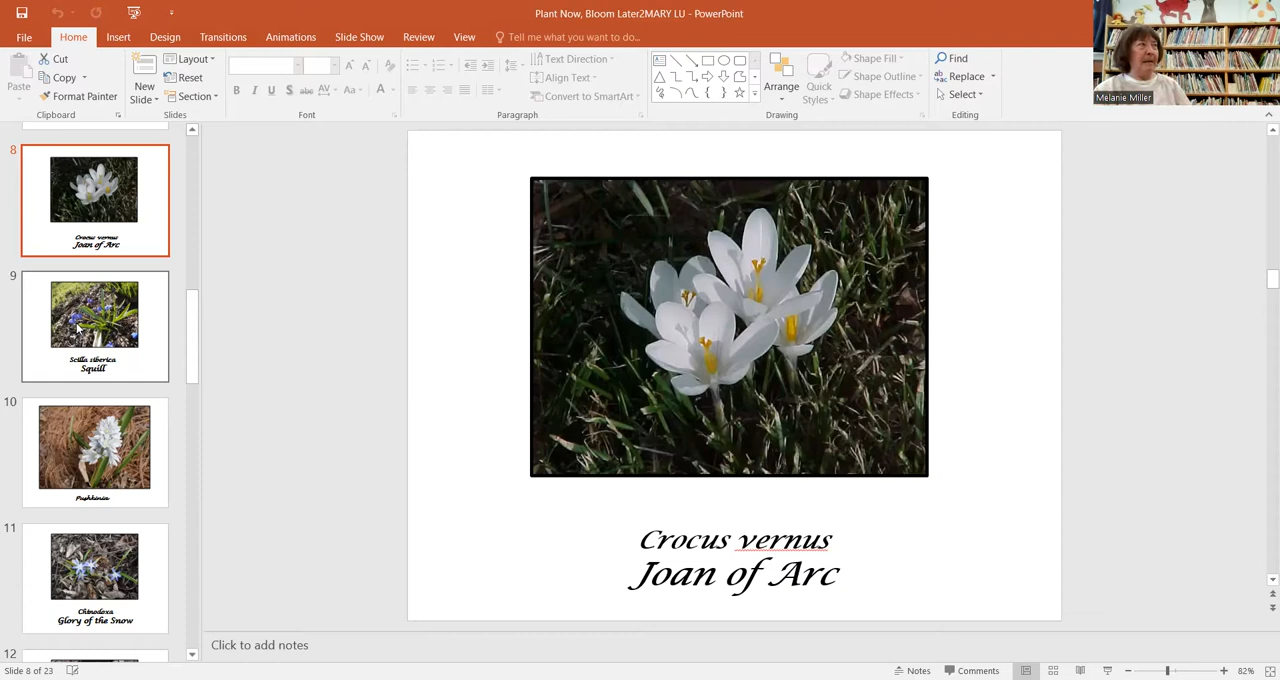 Plant Now, Bloom Later2MARY LU - PowerPoint
File Home Insert Design Transitions Animations Slide Show Review View Tell me what you want to do...
Paste
Cut
Copy
Format Painter
Clipboard
New
Slide
Layout
Reset
Section
Slides
B I U S abc AV Aa A
Font
Text Direction
Align Text
Convert to SmartArt
Paragraph
Arrange
Quick
Styles
Shape Fill
Shape Outline
Shape Effects
Drawing
Find
Replace
Select
Editing
Melanie Miller
8
Crocus vernus
Joan of Arc
9
Scilla siberica
Squill
10
Pushkinia
11
Chinodoxa
Glory of the Snow
12
Crocus vernus
Joan of Arc
Click to add notes
Slide 8 of 23
Notes
Comments
82%